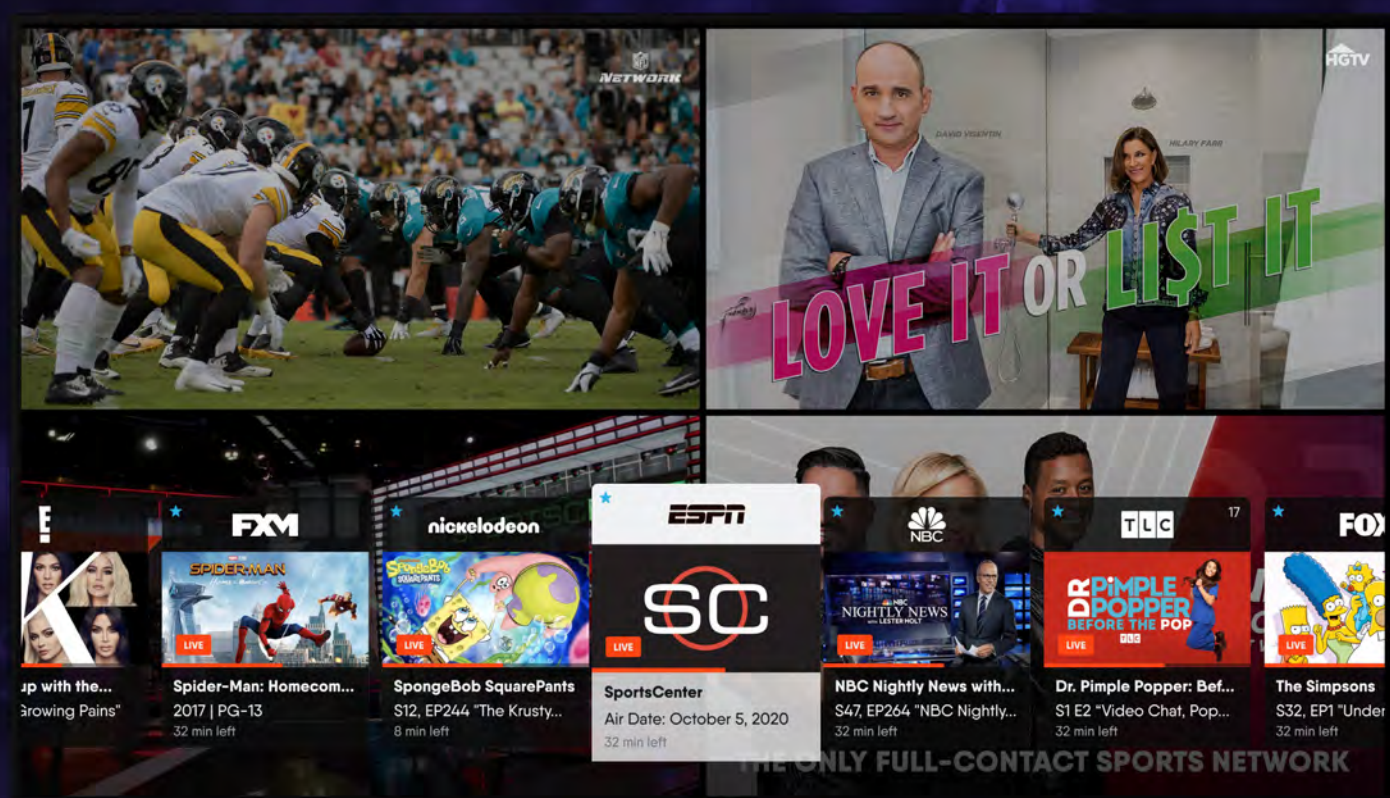 NFL
NETWORK
HGTV
DAVID VISENTIN
HILARY FARR
LOVE IT OR LI$T IT
E!
up with the...
Growing Pains"
FXM
SPIDER-MAN
LIVE
Spider-Man: Homecom...
2017 | PG-13
32 min left
nickelodeon
SpongeBob
SQUAREPANTS
LIVE
SpongeBob SquarePants
S12, EP244 "The Krusty...
8 min left
ESPN
SC
LIVE
SportsCenter
Air Date: October 5, 2020
32 min left
NBC
NBC
NIGHTLY NEWS
WITH LESTER HOLT
LIVE
NBC Nightly News with...
S47, EP264 "NBC Nightly...
32 min left
TLC
17
DR PiMPLE
POPPER
BEFORE THE POP
TLC
LIVE
Dr. Pimple Popper: Bef...
S1 E2 “Video Chat, Pop...
32 min left
FOX
LIVE
The Simpsons
S32, EP1 "Under
32 min left
THE ONLY FULL-CONTACT SPORTS NETWORK